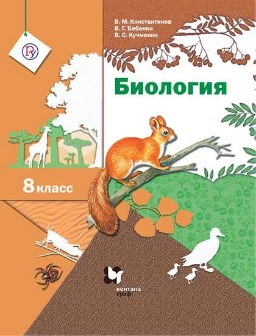 В. М. Константинов
В. Г. Бабенко
В. С. Кучменко
Биология
8 класс
вентана
граф